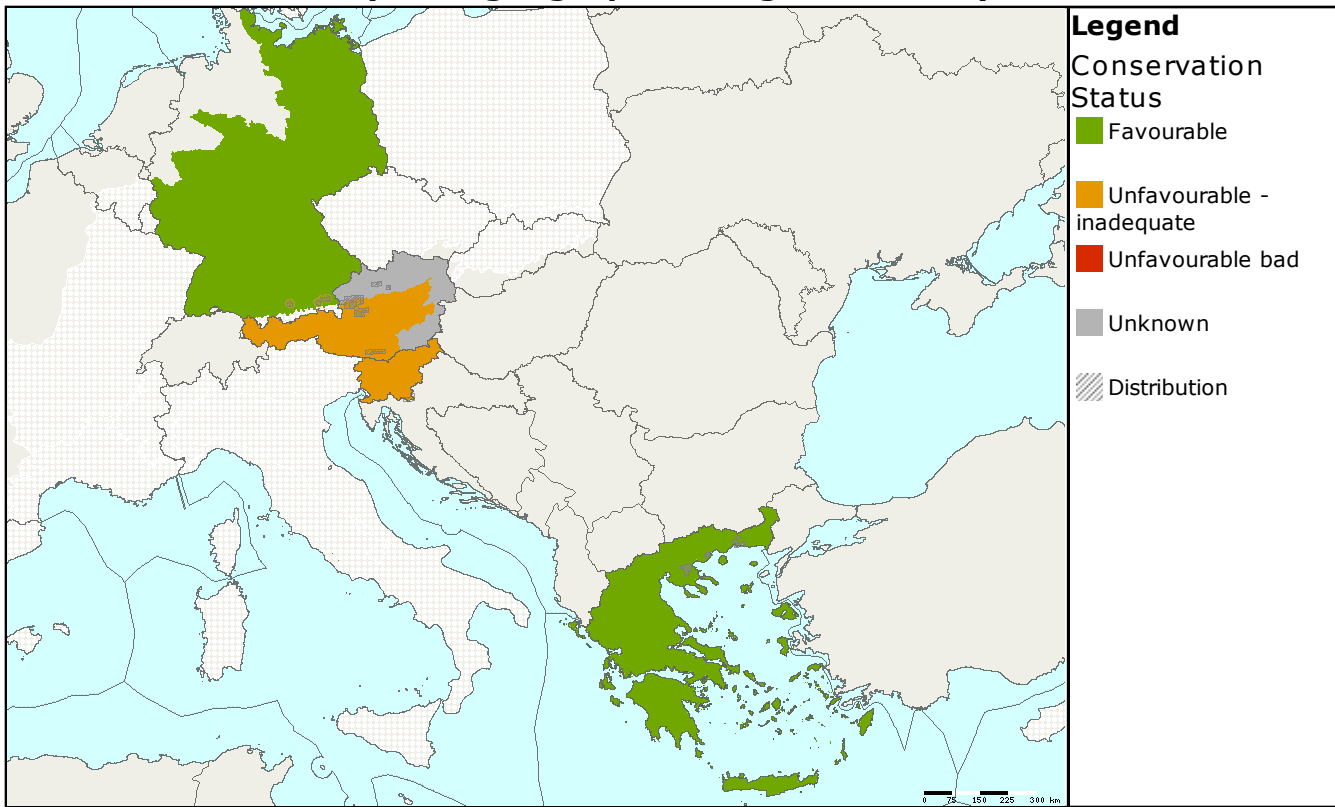 Legend
Conservation
Status
Favourable
Unfavourable -
inadequate
Unfavourable bad
Unknown
Distribution
0 75 150 225 300 km